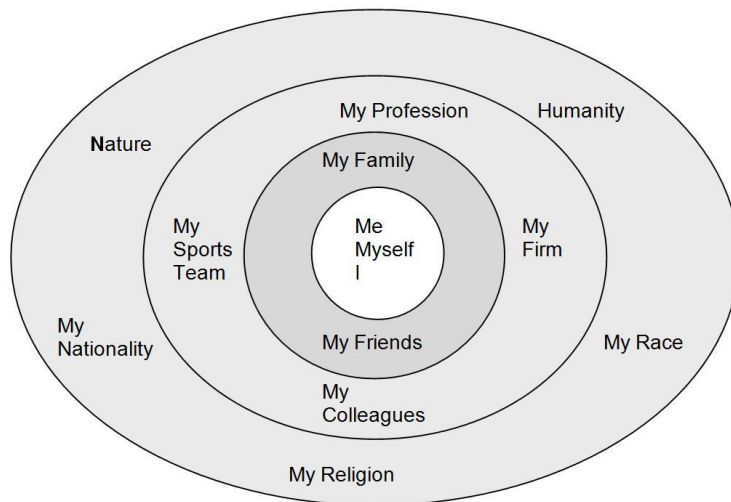 My Profession
Humanity
Nature
My Family
My
Sports
Team
Me
Myself
I
My
Firm
My
Nationality
My Friends
My Race
My
Colleagues
My Religion